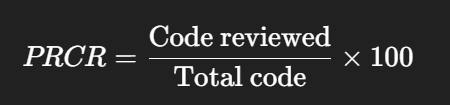 PRCR = Code reviewed / Total code × 100